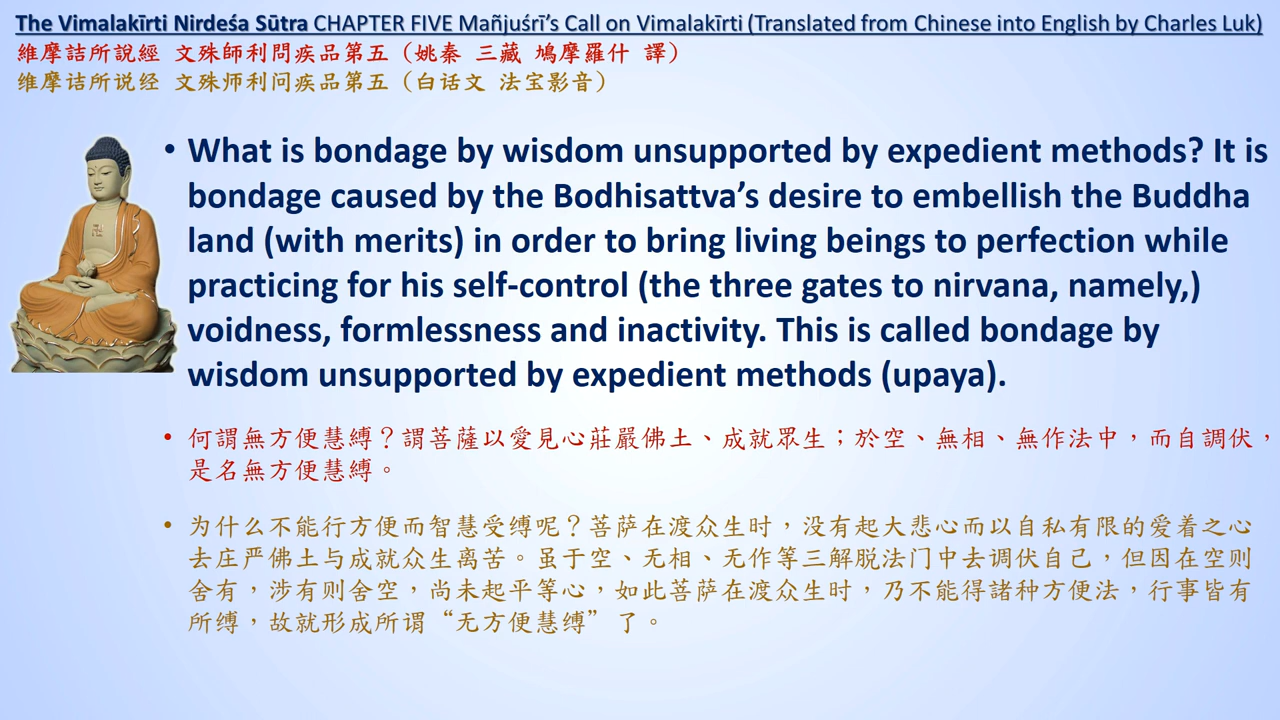 The Vimalakīrti Nirdeśa Sūtra CHAPTER FIVE Mañjuśrī’s Call on Vimalakīrti (Translated from Chinese into English by Charles Luk)
維摩詰所說經 文殊師利問疾品第五（姚秦 三藏 鳩摩羅什 譯）
维摩诘所说经 文殊师利问疾品第五（白话文 法宝影音）
• What is bondage by wisdom unsupported by expedient methods? It is
bondage caused by the Bodhisattva’s desire to embellish the Buddha
land (with merits) in order to bring living beings to perfection while
practicing for his self-control (the three gates to nirvana, namely,)
voidness, formlessness and inactivity. This is called bondage by
wisdom unsupported by expedient methods (upaya).
• 何謂無方便慧縛？謂菩薩以愛見心莊嚴佛土、成就眾生；於空、無相、無作法中，而自調伏，
是名無方便慧縛。
• 为什么不能行方便而智慧受缚呢？菩萨在渡众生时，没有起大悲心而以自私有限的爱着之心
去庄严佛土与成就众生离苦。虽于空、无相、无作等三解脱法门中去调伏自己，但因在空则
舍有，涉有则舍空，尚未起平等心，如此菩萨在渡众生时，乃不能得諸种方便法，行事皆有
所缚，故就形成所谓“无方便慧缚”了。